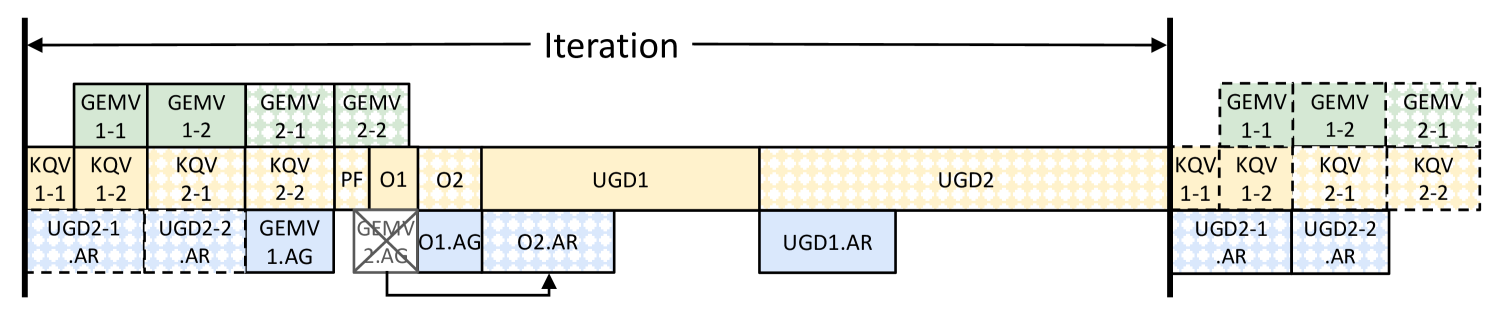 Iteration
GEMV
1-1
GEMV
1-2
GEMV
2-1
GEMV
2-2
GEMV
1-1
GEMV
1-2
GEMV
2-1
KQV
1-1
KQV
1-2
KQV
2-1
KQV
2-2
PF
O1
O2
UGD1
UGD2
KQV
1-1
KQV
1-2
KQV
2-1
KQV
2-2
UGD2-1
.AR
UGD2-2
.AR
GEMV
1.AG
GEMV
2.AG
O1.AG
O2.AR
UGD1.AR
UGD2-1
.AR
UGD2-2
.AR